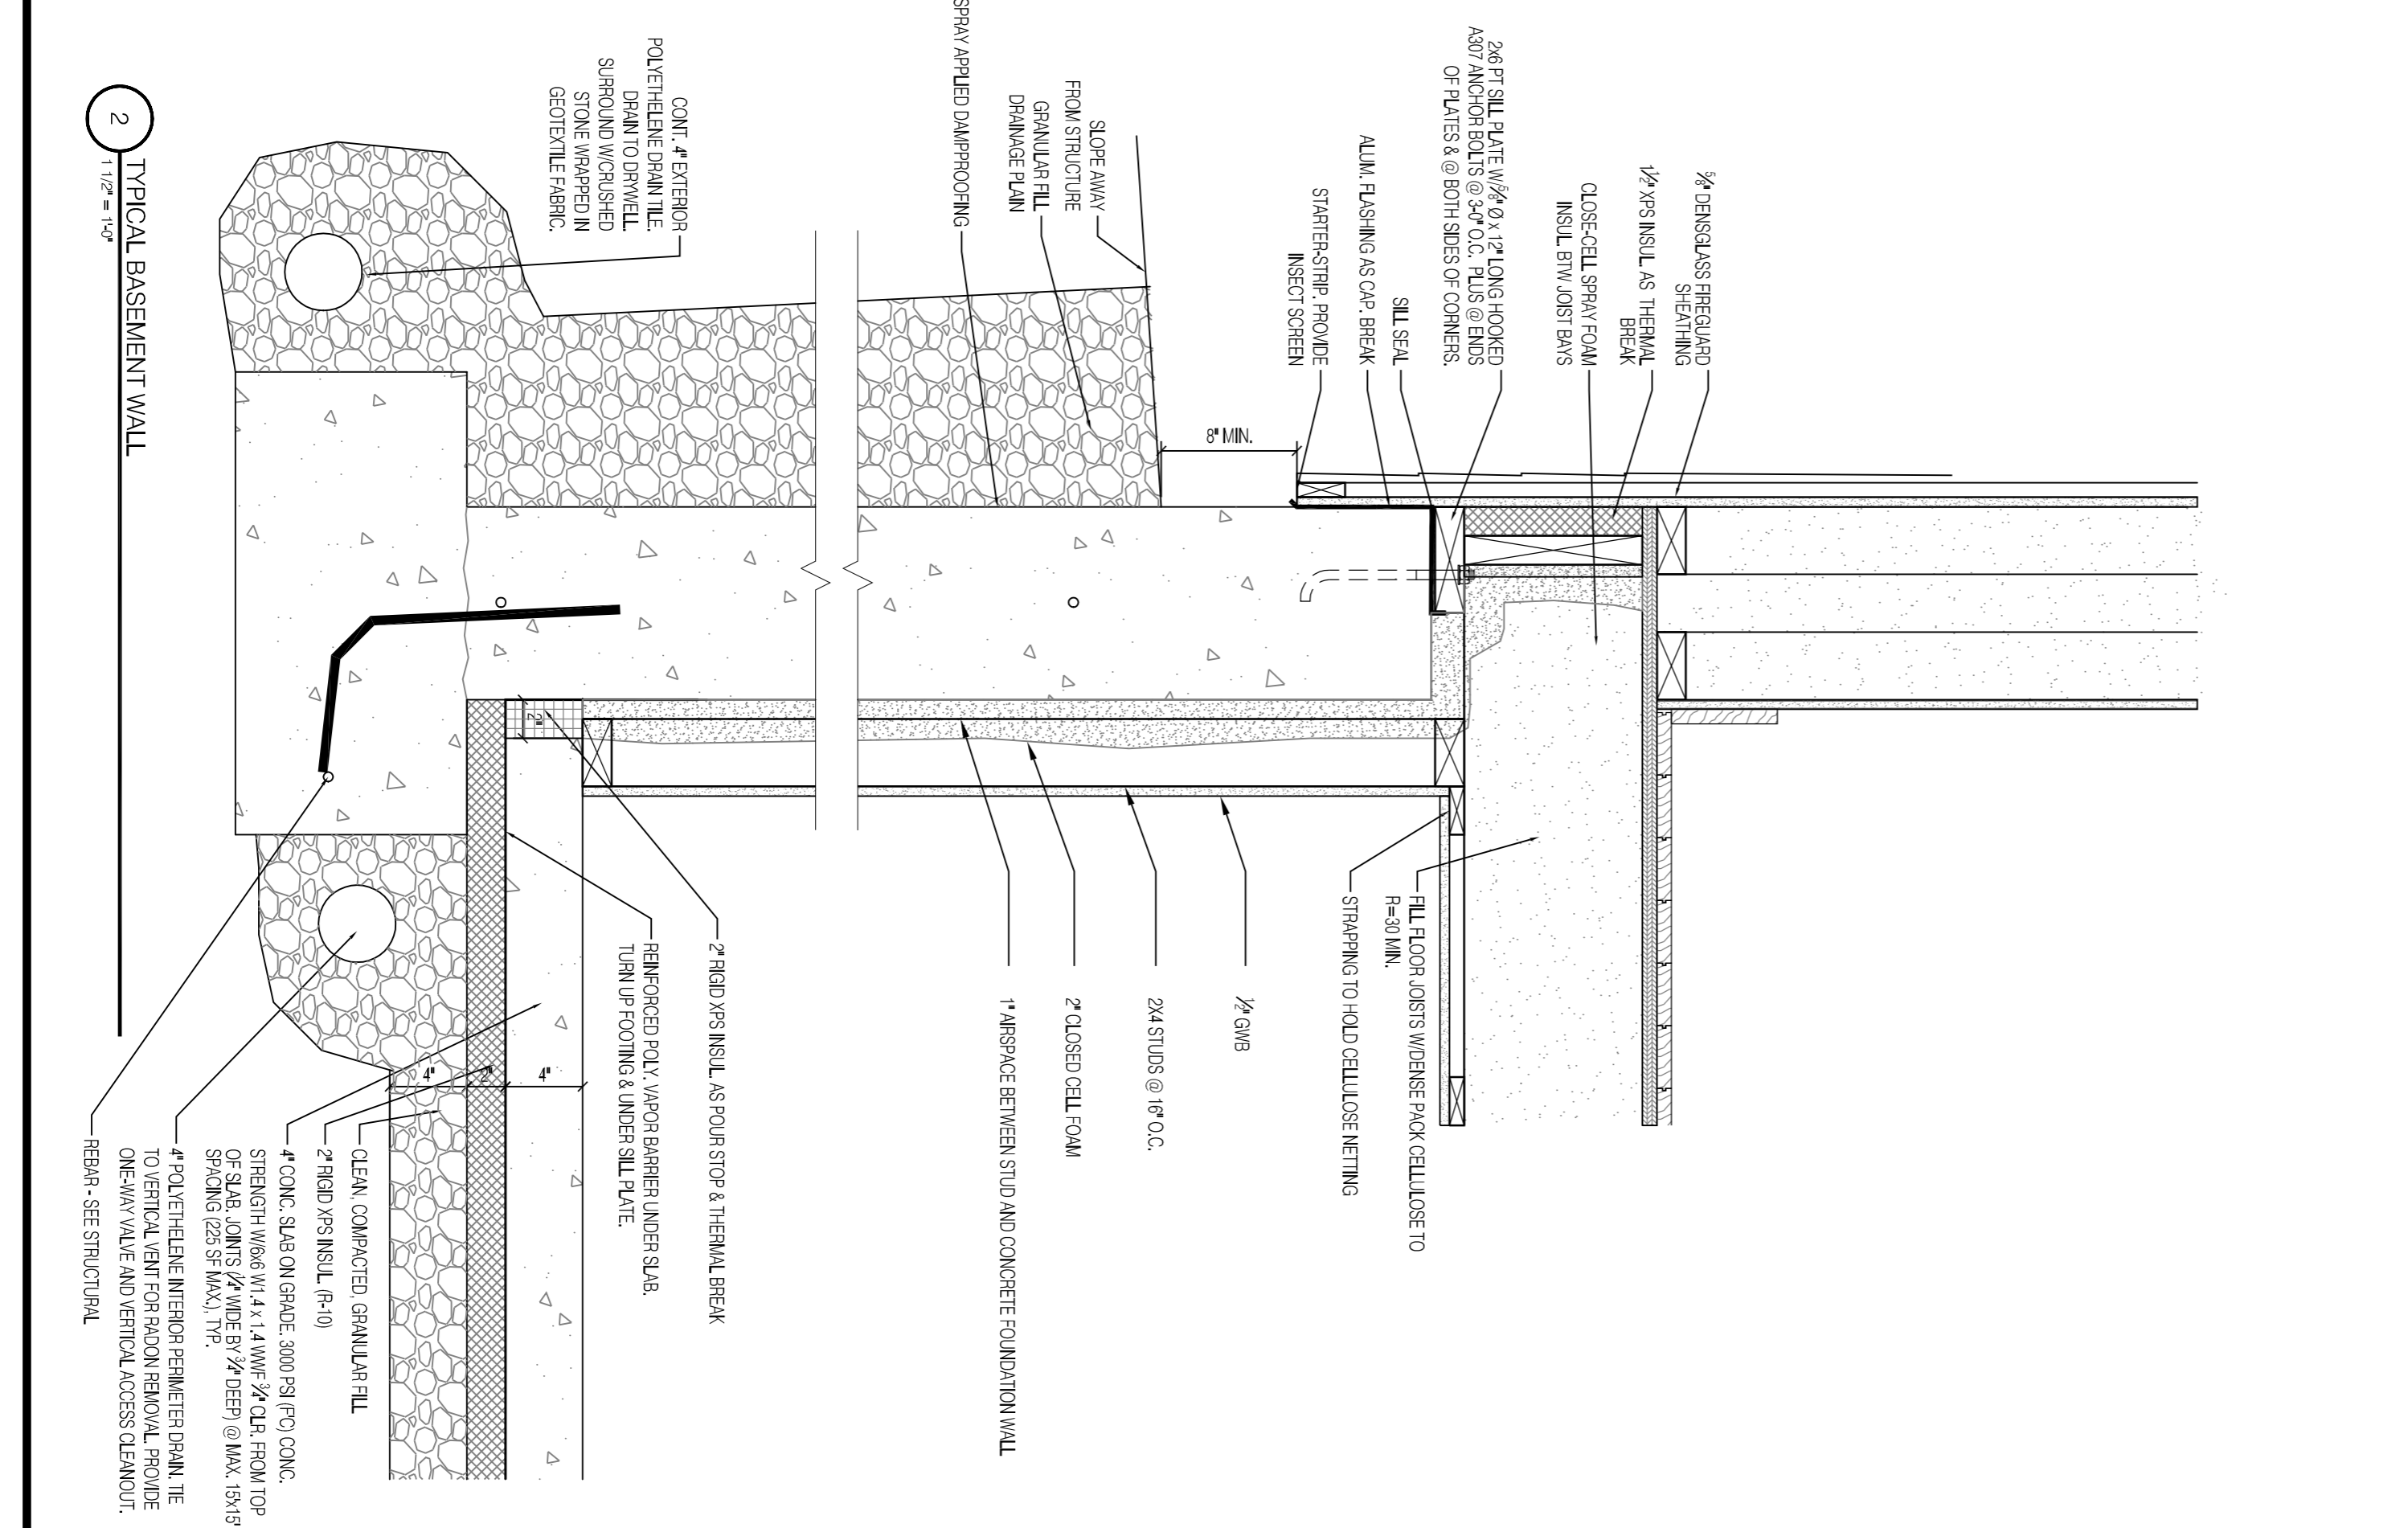 5/8" DENSGLASS FIREGUARD
SHEATHING
1 1/2" XPS INSUL. AS THERMAL
BREAK
CLOSE-CELL SPRAY FOAM
INSUL. BTW JOIST BAYS
2x6 PT SILL PLATE W/5/8" Ø x 12" LONG HOOKED
A307 ANCHOR BOLTS @ 3'-0" O.C. PLUS @ ENDS
OF PLATES & @ BOTH SIDES OF CORNERS.
SILL SEAL
ALUM. FLASHING AS CAP. BREAK
STARTER-STRIP. PROVIDE
INSECT SCREEN
8" MIN.
SLOPE AWAY
FROM STRUCTURE
GRANULAR FILL
DRAINAGE PLAIN
SPRAY APPLIED DAMPPROOFING
CONT. 4" EXTERIOR
POLYETHELENE DRAIN TILE.
DRAIN TO DRYWELL.
SURROUND W/CRUSHED
STONE WRAPPED IN
GEOTEXTILE FABRIC.
FILL FLOOR JOISTS W/DENSE PACK CELLULOSE TO
R=30 MIN.
STRAPPING TO HOLD CELLULOSE NETTING
1/2" GWB
2X4 STUDS @ 16" O.C.
2" CLOSED CELL FOAM
1" AIRSPACE BETWEEN STUD AND CONCRETE FOUNDATION WALL
2"
2" RIGID XPS INSUL. AS POUR STOP & THERMAL BREAK
REINFORCED POLY. VAPOR BARRIER UNDER SLAB.
TURN UP FOOTING & UNDER SILL PLATE.
4"
2"
4"
CLEAN, COMPACTED, GRANULAR FILL
2" RIGID XPS INSUL. (R-10)
4" CONC. SLAB ON GRADE. 3000 PSI (F'C) CONC.
STRENGTH W/6x6 W1.4 x 1.4 WWF 3/4" CLR. FROM TOP
OF SLAB. JOINTS (1/4" WIDE BY 3/4" DEEP) @ MAX. 15'x15'
SPACING (225 SF MAX.), TYP.
4" POLYETHELENE INTERIOR PERIMETER DRAIN. TIE
TO VERTICAL VENT FOR RADON REMOVAL. PROVIDE
ONE-WAY VALVE AND VERTICAL ACCESS CLEANOUT.
REBAR - SEE STRUCTURAL
2
TYPICAL BASEMENT WALL
1 1/2" = 1'-0"